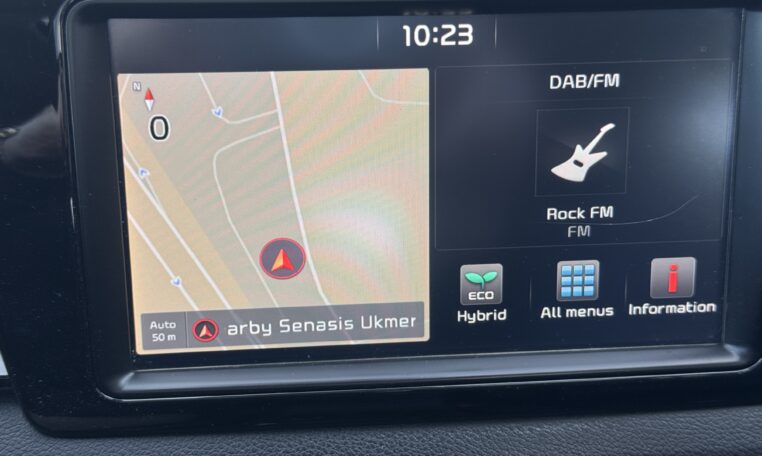 10:23
N
0
DAB/FM
Rock FM
FM
ECO
Hybrid
All menus
Information
Auto
50 m
arby Senasis Ukmer